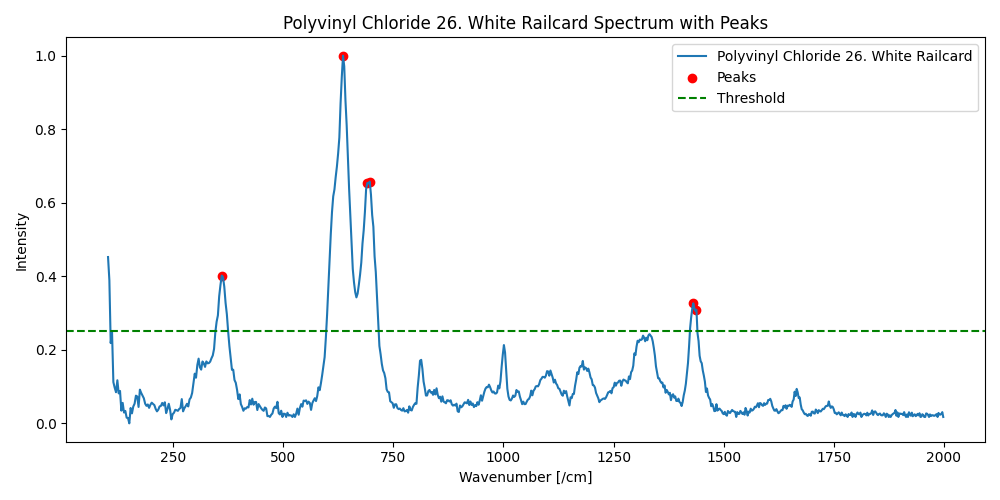 Polyvinyl Chloride 26. White Railcard Spectrum with Peaks
Polyvinyl Chloride 26. White Railcard
Peaks
Threshold
Intensity
1.0
0.8
0.6
0.4
0.2
0.0
250 500 750 1000 1250 1500 1750 2000
Wavenumber [/cm]